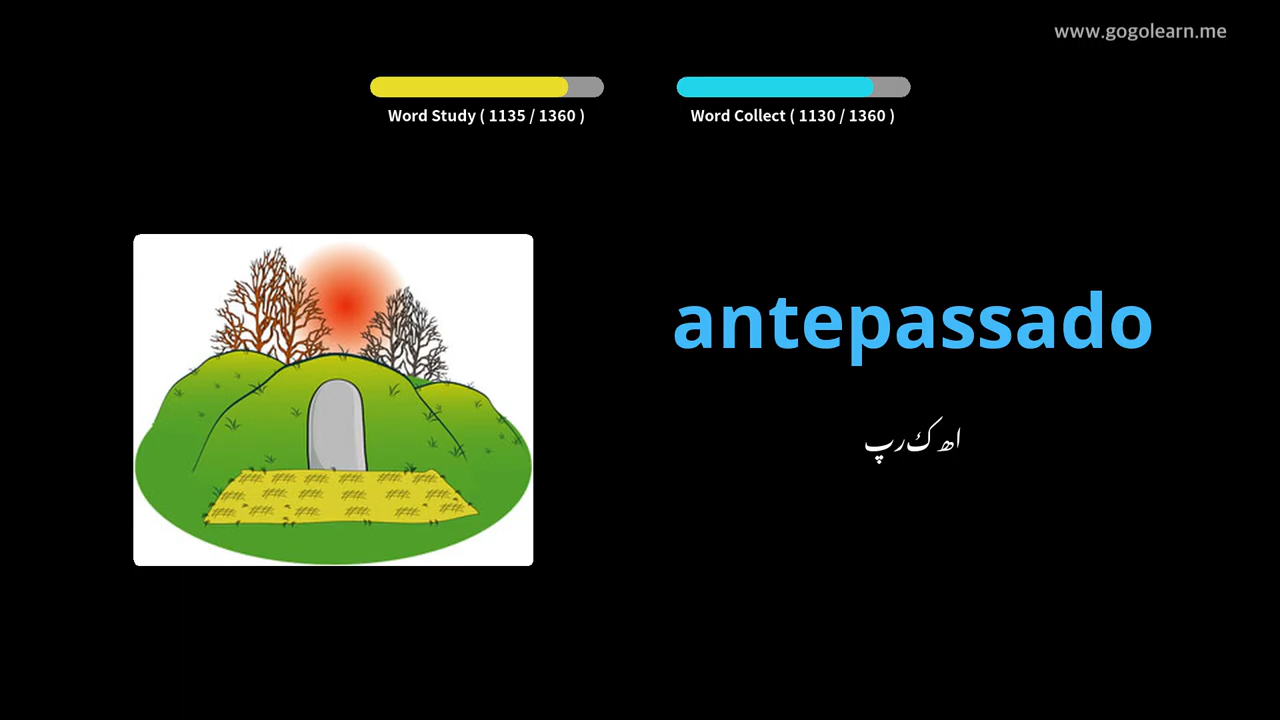 www.gogolearn.me
Word Study ( 1135 / 1360 )
Word Collect ( 1130 / 1360 )
antepassado
اھ ك‌رپ